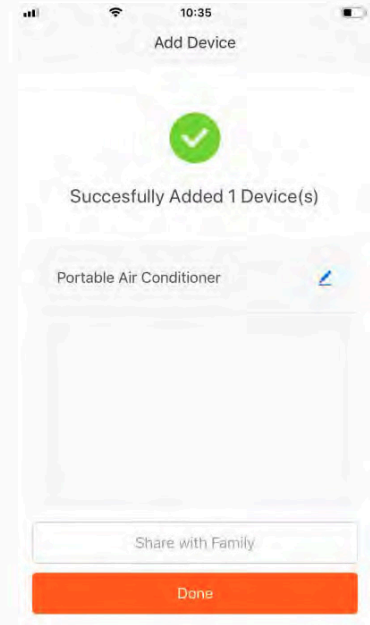 10:35
Add Device
Succesfully Added 1 Device(s)
Portable Air Conditioner
Share with Family
Done